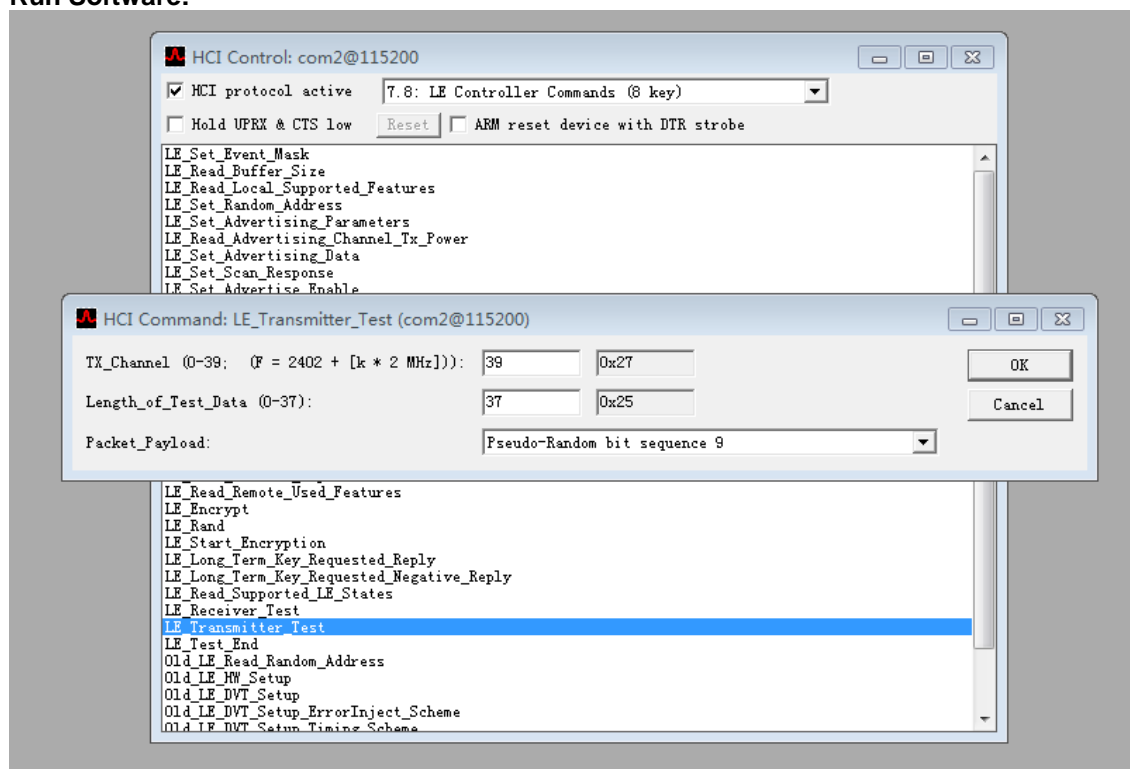 Run Software:
HCI Control: com2@115200
HCI protocol active 7.8: LE Controller Commands (8 key)
Hold UPRX & CTS low Reset ARM reset device with DTR strobe
LE_Set_Event_Mask
LE_Read_Buffer_Size
LE_Read_Local_Supported_Features
LE_Set_Random_Address
LE_Set_Advertising_Parameters
LE_Read_Advertising_Channel_Tx_Power
LE_Set_Advertising_Data
LE_Set_Scan_Response
LE_Set_Advertise_Enable
HCI Command: LE_Transmitter_Test (com2@115200)
TX_Channel (0-39; (F = 2402 + [k * 2 MHz])): 39 0x27 OK
Length_of_Test_Data (0-37): 37 0x25 Cancel
Packet_Payload: Pseudo-Random bit sequence 9
LE_Read_Remote_Used_Features
LE_Encrypt
LE_Rand
LE_Start_Encryption
LE_Long_Term_Key_Requested_Reply
LE_Long_Term_Key_Requested_Negative_Reply
LE_Read_Supported_LE_States
LE_Receiver_Test
LE_Transmitter_Test
LE_Test_End
Old_LE_Read_Random_Address
Old_LE_HW_Setup
Old_LE_DVT_Setup
Old_LE_DVT_Setup_ErrorInject_Scheme
Old_LE_DVT_Setup_Timing_Scheme